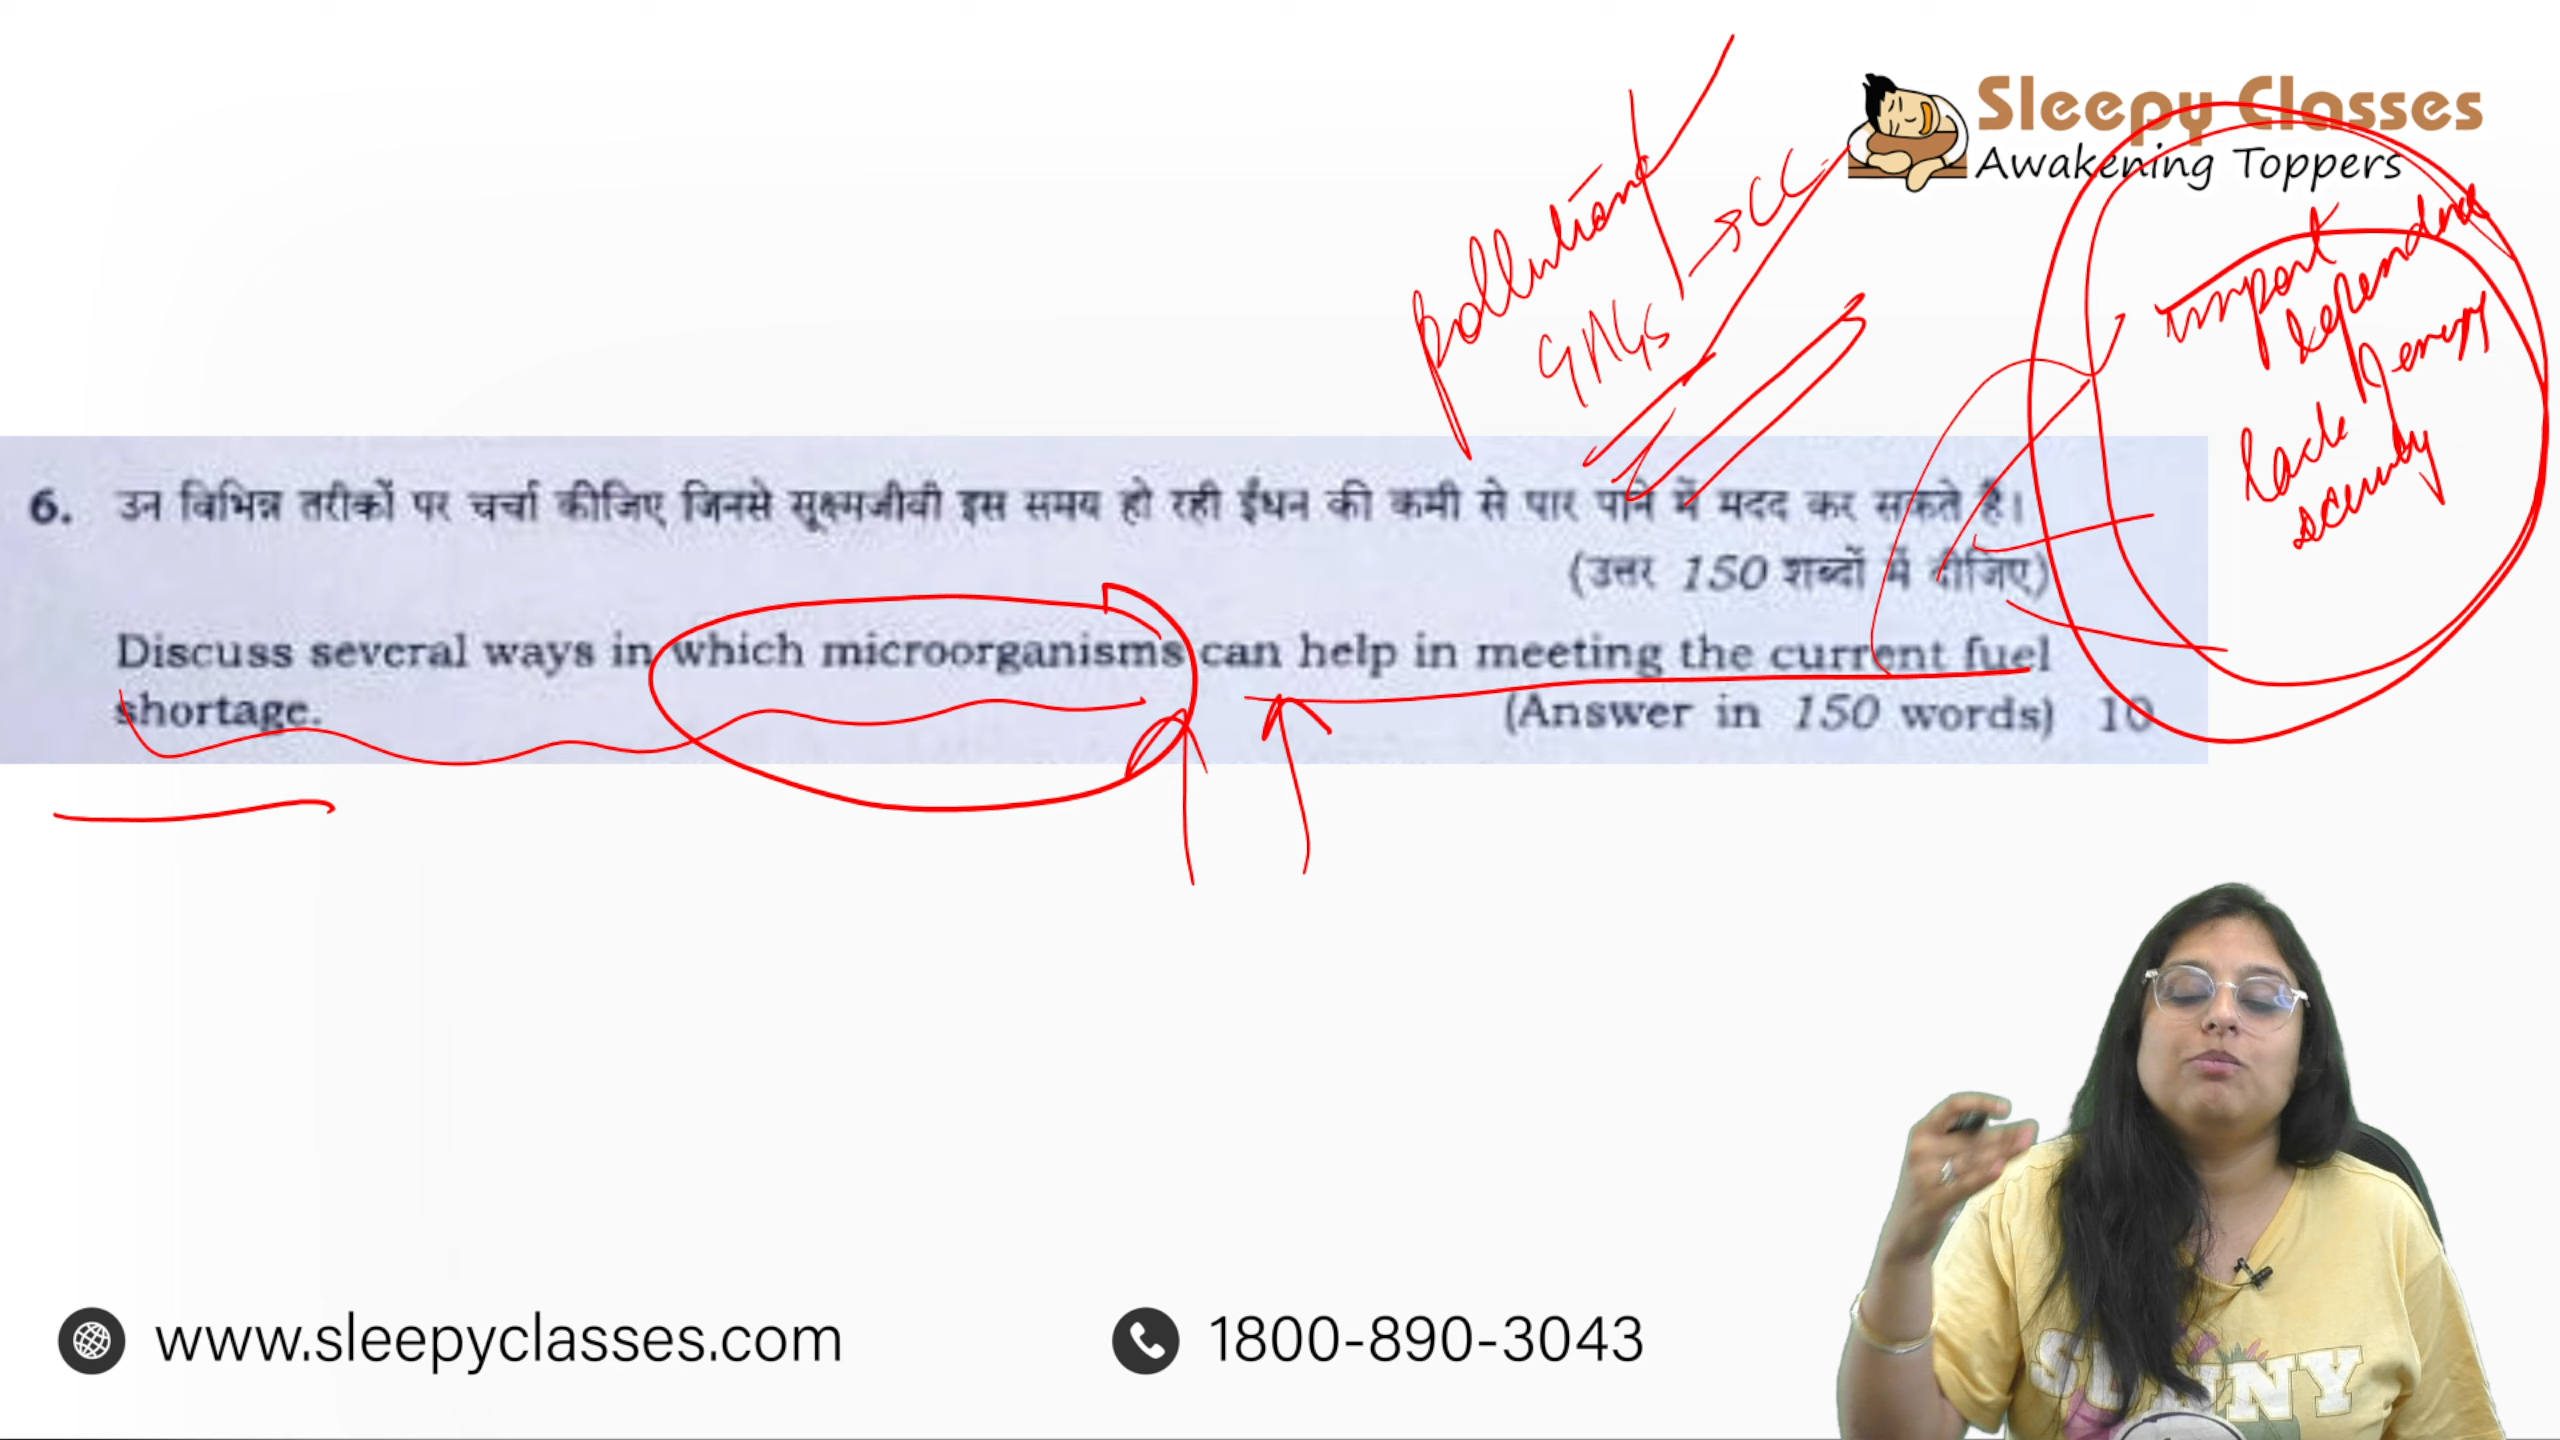 Sleepy Classes
Awakening Toppers
pollution
GHGs → CC
import
dependence
energy
lack
security
6. उन विभिन्न तरीकों पर चर्चा कीजिए जिनसे सूक्ष्मजीवी इस समय हो रही ईंधन की कमी से पार पाने में मदद कर सकते हैं।
(उत्तर 150 शब्दों में दीजिए)
Discuss several ways in which microorganisms can help in meeting the current fuel
shortage. (Answer in 150 words) 10
www.sleepyclasses.com 1800-890-3043